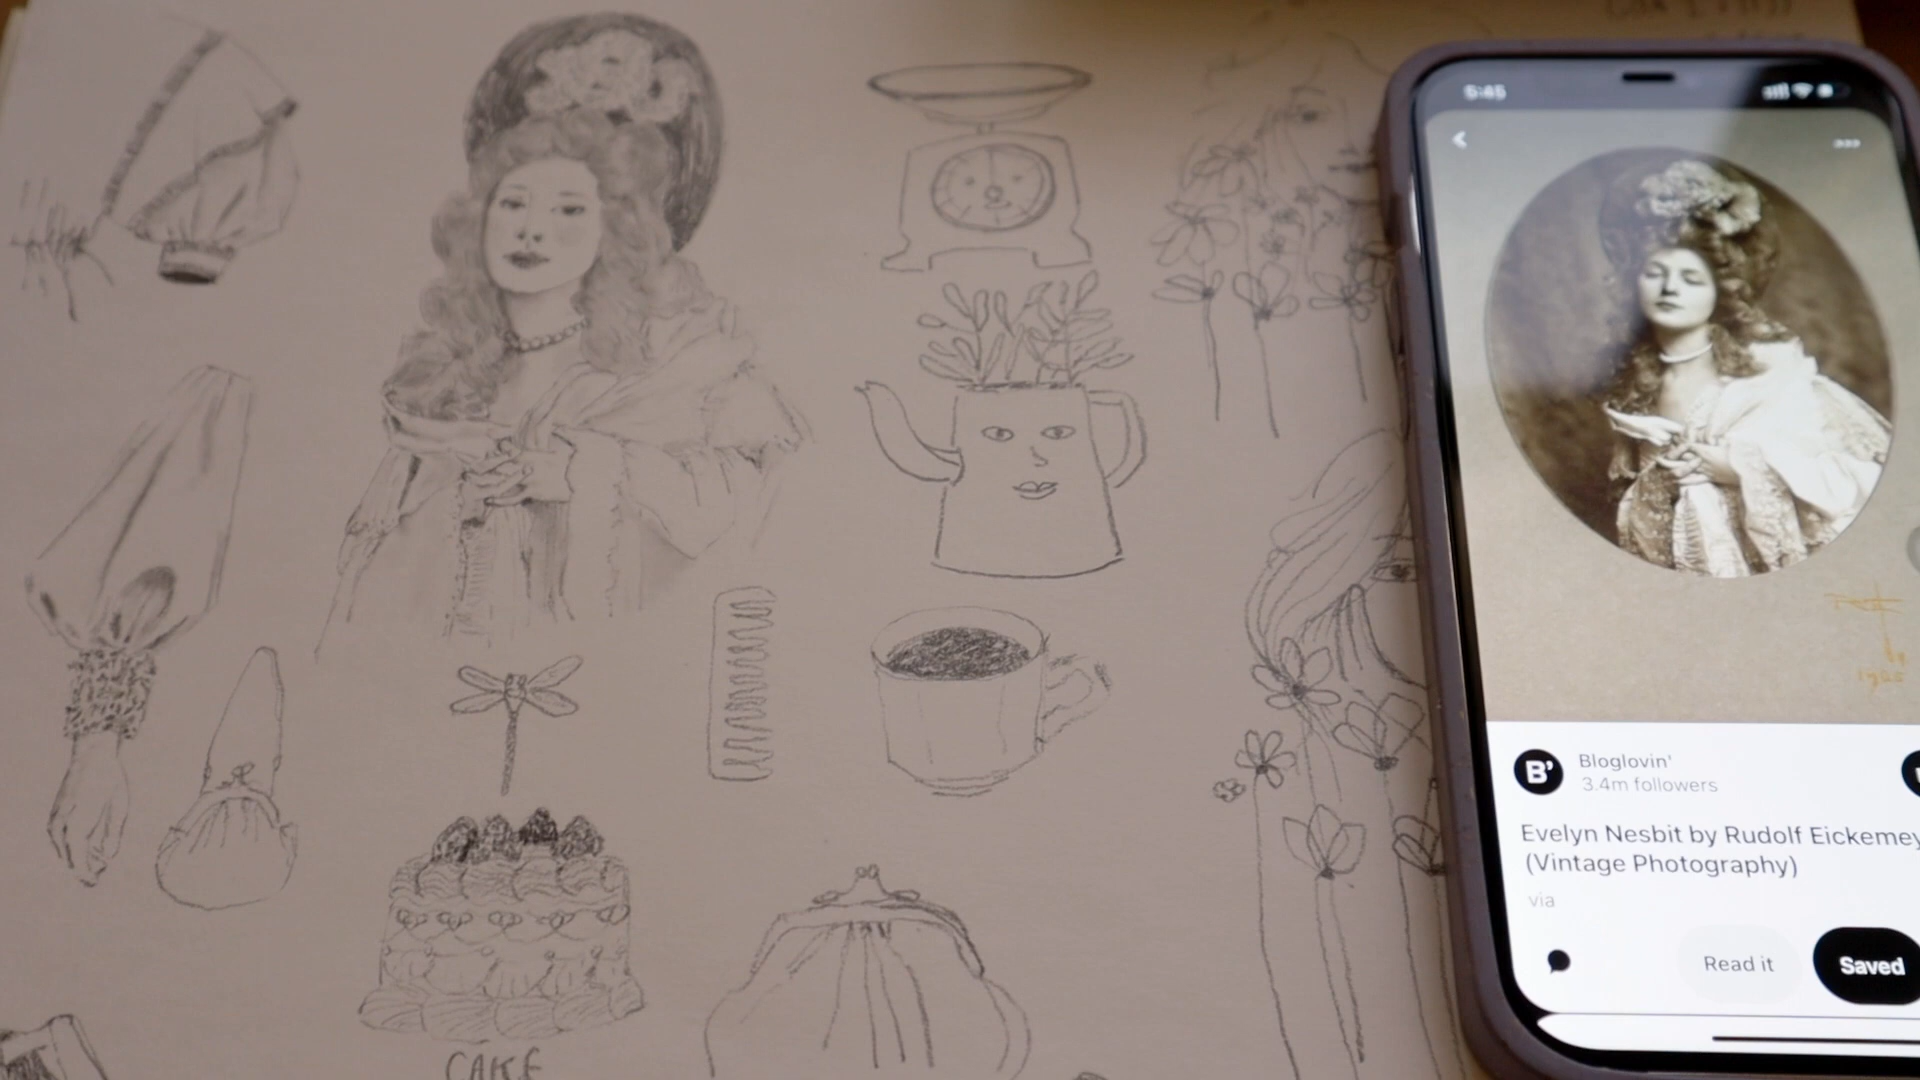 5:45
B'
Bloglovin'
3.4m followers
Evelyn Nesbit by Rudolf Eickemey
(Vintage Photography)
via
Read it
Saved
CAKE